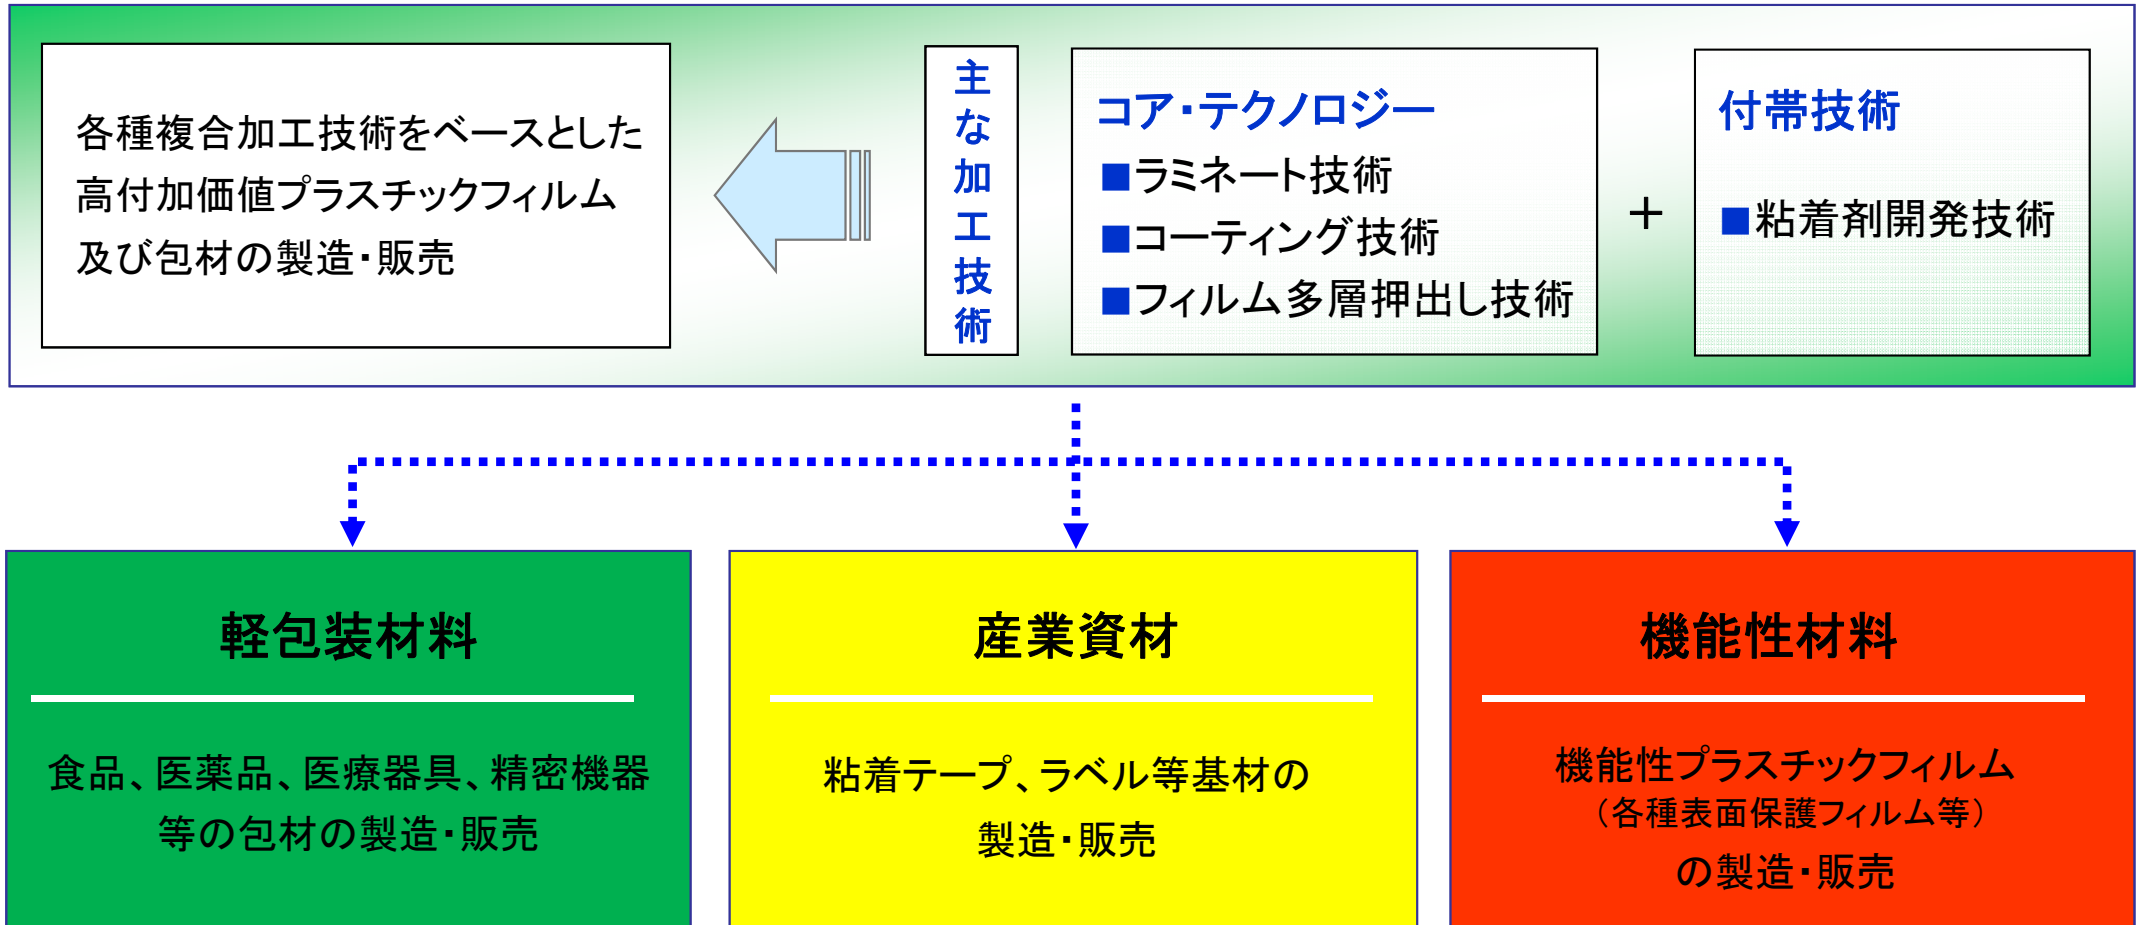 各種複合加工技術をベースとした
高付加価値プラスチックフィルム
及び包材の製造・販売
主な加工技術
コア・テクノロジー
■ラミネート技術
■コーティング技術
■フィルム多層押出し技術
＋
付帯技術
■粘着剤開発技術
軽包装材料
食品、医薬品、医療器具、精密機器
等の包材の製造・販売
産業資材
粘着テープ、ラベル等基材の
製造・販売
機能性材料
機能性プラスチックフィルム
（各種表面保護フィルム等）
の製造・販売